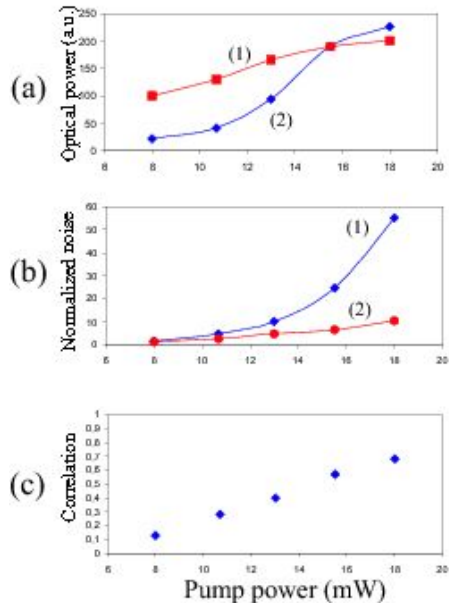 (a)
Optical power (a.u.)
250
200
150
100
50
0
(1)
(2)
6 8 10 12 14 16 18 20
(b)
Normalized noise
60
50
40
30
20
10
0
(1)
(2)
6 8 10 12 14 16 18 20
(c)
Correlation
1
0,9
0,8
0,7
0,6
0,5
0,4
0,3
0,2
0,1
0
6 8 10 12 14 16 18 20
Pump power (mW)